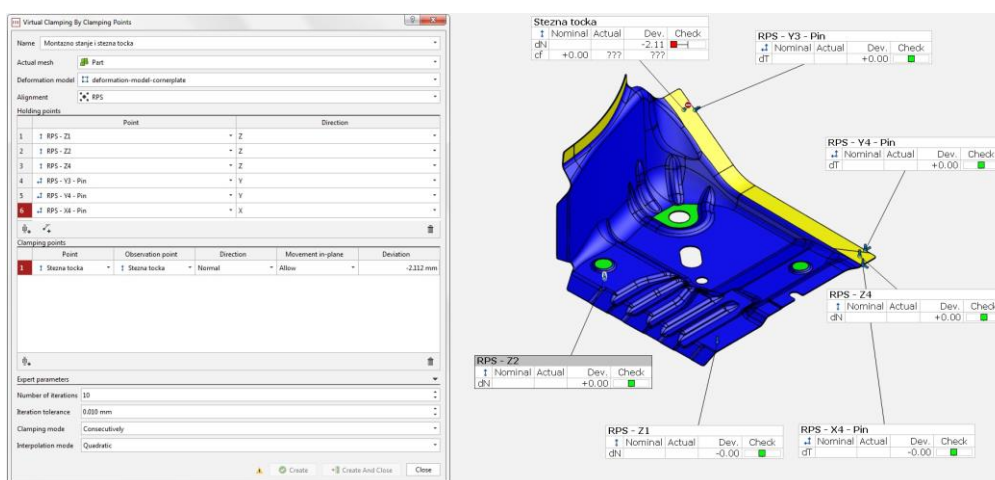 Virtual Clamping By Clamping Points
Name Montazno stanje i stezna tocka
Actual mesh Part
Deformation model deformation-model-cornerplate
Alignment RPS
Holding points
Point Direction
1 RPS - Z1 Z
2 RPS - Z2 Z
3 RPS - Z4 Z
4 RPS - Y3 - Pin Y
5 RPS - Y4 - Pin Y
6 RPS - X4 - Pin X
Clamping points
Point Observation point Direction Movement in-plane Deviation
1 Stezna tocka Stezna tocka Normal Allow -2.112 mm
Expert parameters
Number of iterations 10
Iteration tolerance 0.010 mm
Clamping mode Consecutively
Interpolation mode Quadratic
Create Create And Close Close
Stezna tocka
Nominal Actual Dev. Check
dN -2.11
cf +0.00 ??? ???
RPS - Y3 - Pin
Nominal Actual Dev. Check
dT +0.00
RPS - Y4 - Pin
Nominal Actual Dev. Check
dT +0.00
RPS - Z4
Nominal Actual Dev. Check
dN +0.00
RPS - Z2
Nominal Actual Dev. Check
dN +0.00
RPS - Z1
Nominal Actual Dev. Check
dN -0.00
RPS - X4 - Pin
Nominal Actual Dev. Check
dT -0.00